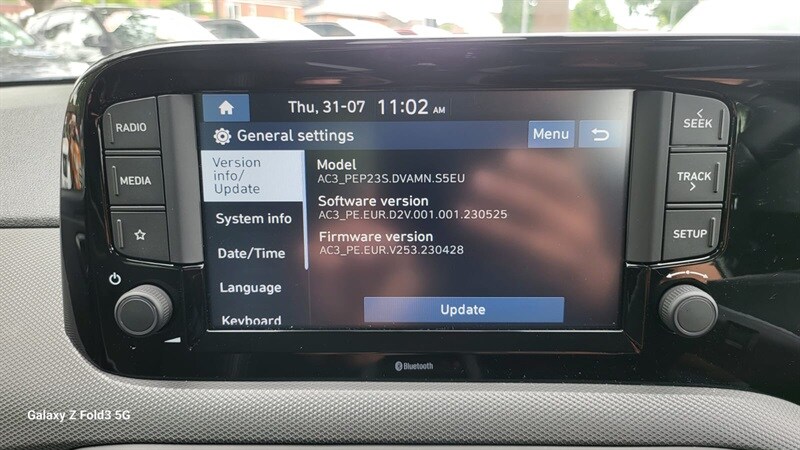 Thu, 31-07 11:02 AM
General settings
Menu
Version
info/
Update
System info
Date/Time
Language
Keyboard
Model
AC3_PEP23S.DVAMN.S5EU
Software version
AC3_PE.EUR.D2V.001.001.230525
Firmware version
AC3_PE.EUR.V253.230428
Update
RADIO
MEDIA
< SEEK
TRACK >
SETUP
Bluetooth
Galaxy Z Fold3 5G